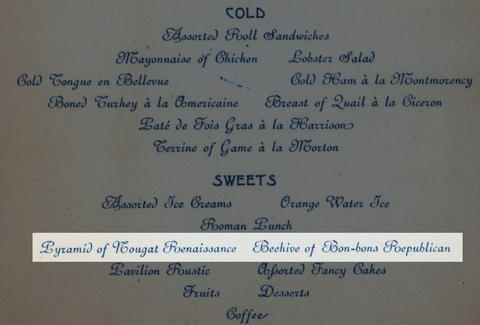 COLD
Assorted Roll Sandwiches
Mayonnaise of Chicken Lobster Salad
Cold Tongue en Bellevue Cold Ham à la Montmorency
Boned Turkey à la Americaine Breast of Quail à la Ciceron
Paté de Fois Gras à la Harrison
Terrine of Game à la Morton
SWEETS
Assorted Ice Creams Orange Water Ice
Roman Punch
Pyramid of Nougat Renaissance Beehive of Bon-bons Republican
Pavilion Rustic Assorted Fancy Cakes
Fruits Desserts
Coffee